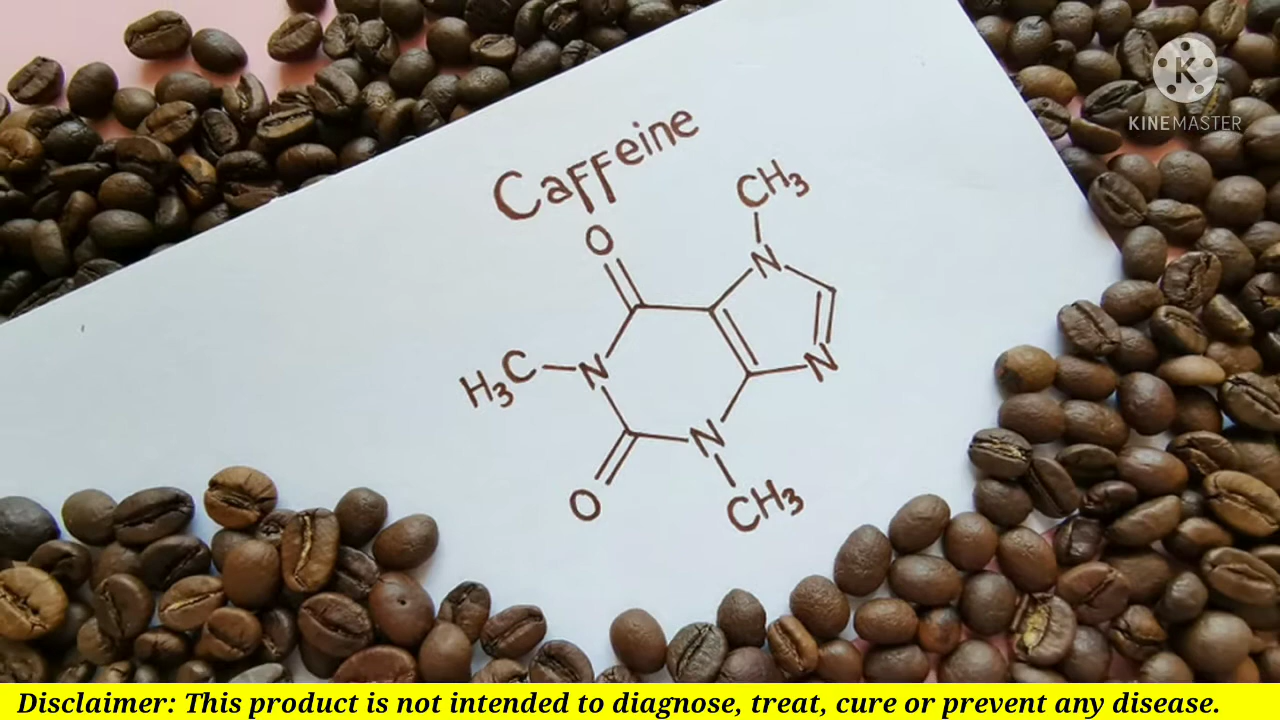 K
KINEMASTER
Caffeine
CH3
O
N
H3C
N
N
N
O
CH3
Disclaimer: This product is not intended to diagnose, treat, cure or prevent any disease.